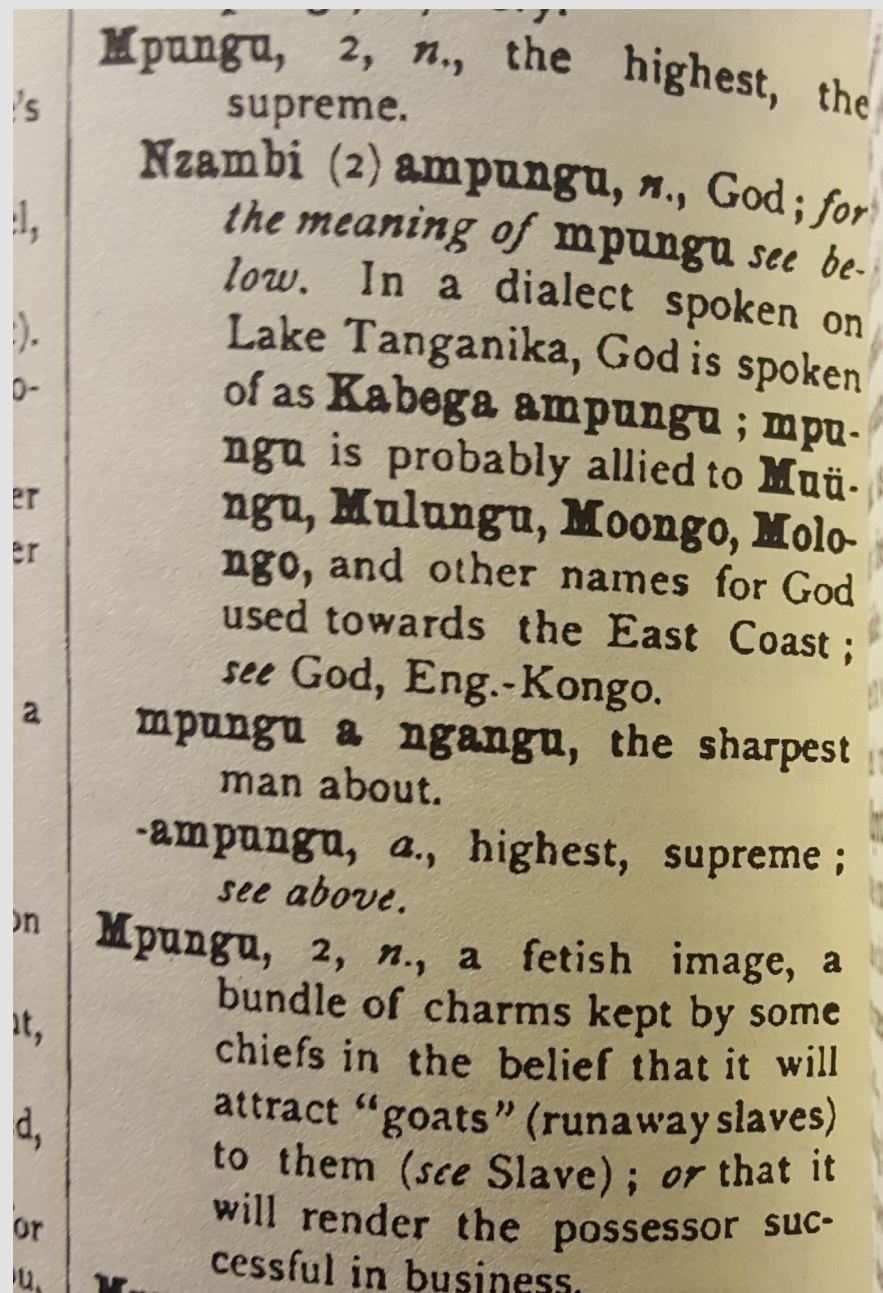 Mpungu, 2, n., the highest, the
supreme.
Nzambi (2) ampungu, n., God; for
the meaning of mpungu see be-
low. In a dialect spoken on
Lake Tanganika, God is spoken
of as Kabega ampungu; mpu-
ngu is probably allied to Muü-
ngu, Mulungu, Moongo, Molo-
ngo, and other names for God
used towards the East Coast;
see God, Eng.-Kongo.
mpungu a ngangu, the sharpest
man about.
-ampungu, a., highest, supreme;
see above.
Mpungu, 2, n., a fetish image, a
bundle of charms kept by some
chiefs in the belief that it will
attract “goats” (runaway slaves)
to them (see Slave); or that it
will render the possessor suc-
cessful in business.